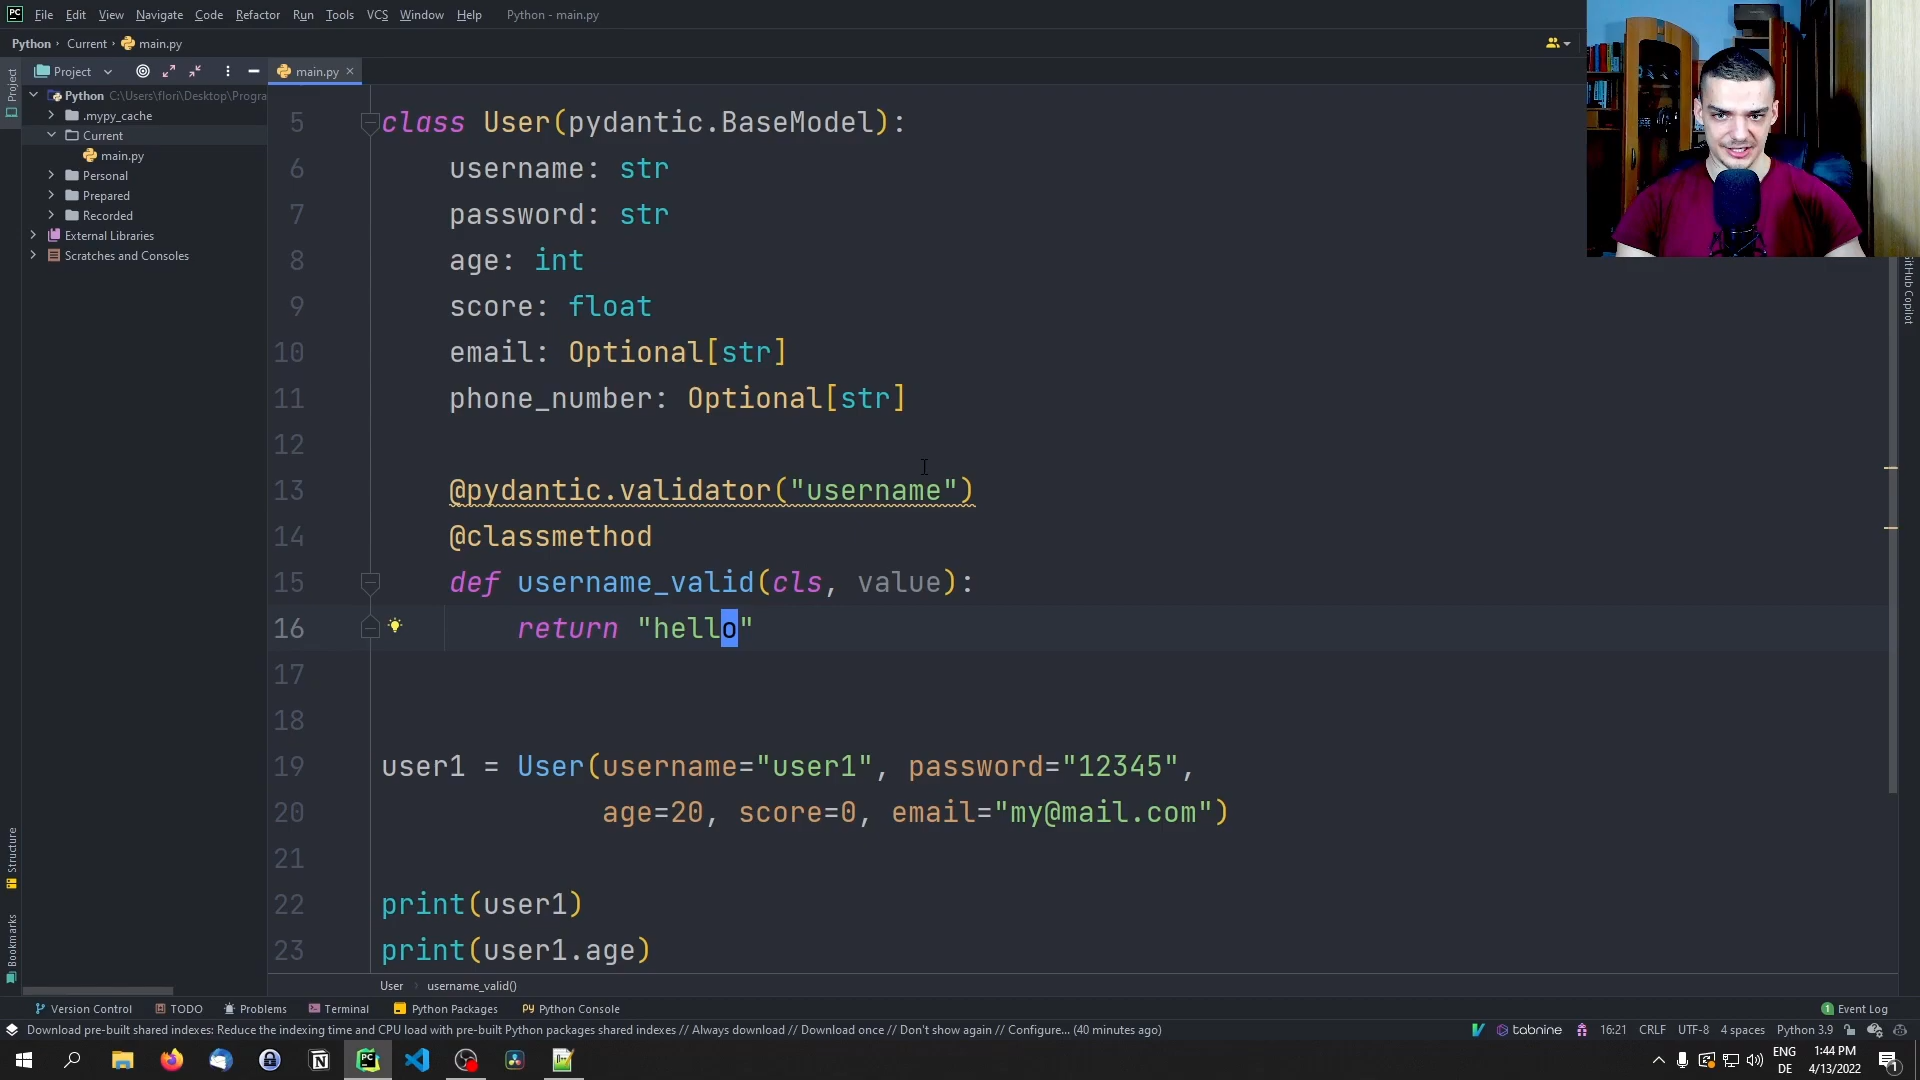 PC File Edit View Navigate Code Refactor Run Tools VCS Window Help Python - main.py
Python Current main.py
Project main.py
Project
Python C:\Users\flori\Desktop\Progra
.mypy_cache
Current
main.py
Personal
Prepared
Recorded
External Libraries
Scratches and Consoles
Structure
Bookmarks
GitHub Copilot
5 class User(pydantic.BaseModel):
6 username: str
7 password: str
8 age: int
9 score: float
10 email: Optional[str]
11 phone_number: Optional[str]
12
13 @pydantic.validator("username")
14 @classmethod
15 def username_valid(cls, value):
16 return "hello"
17
18
19 user1 = User(username="user1", password="12345",
20 age=20, score=0, email="my@mail.com")
21
22 print(user1)
23 print(user1.age)
User username_valid()
Version Control TODO Problems Terminal Python Packages Python Console 1 Event Log
Download pre-built shared indexes: Reduce the indexing time and CPU load with pre-built Python packages shared indexes // Always download // Download once // Don't show again // Configure... (40 minutes ago) tabnine 16:21 CRLF UTF-8 4 spaces Python 3.9
ENG 1:44 PM
DE 4/13/2022 1